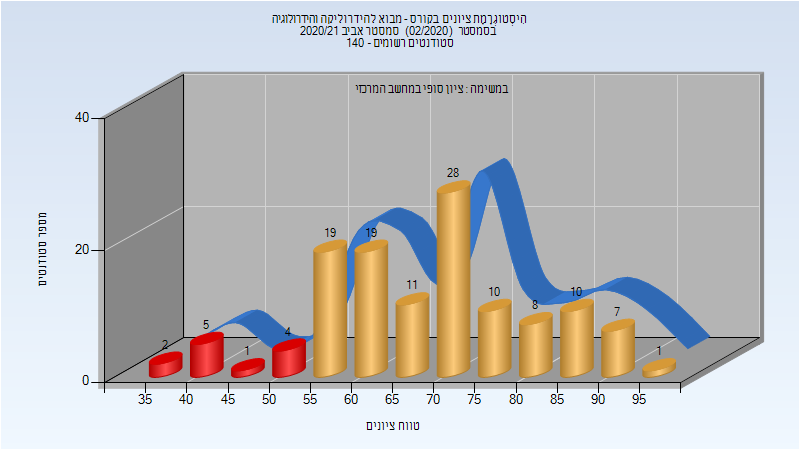 היסטוגרמת ציונים בקורס - מבוא להידרוליקה והידרולוגיה
בסמסטר (02/2020) סמסטר אביב 2020/21
סטודנטים רשומים - 140
במשימה : ציון סופי במחשב המרכזי
מספר סטודנטים
40
20
0
2
5
1
4
19
19
11
28
10
8
10
7
1
35 40 45 50 55 60 65 70 75 80 85 90 95
טווח ציונים